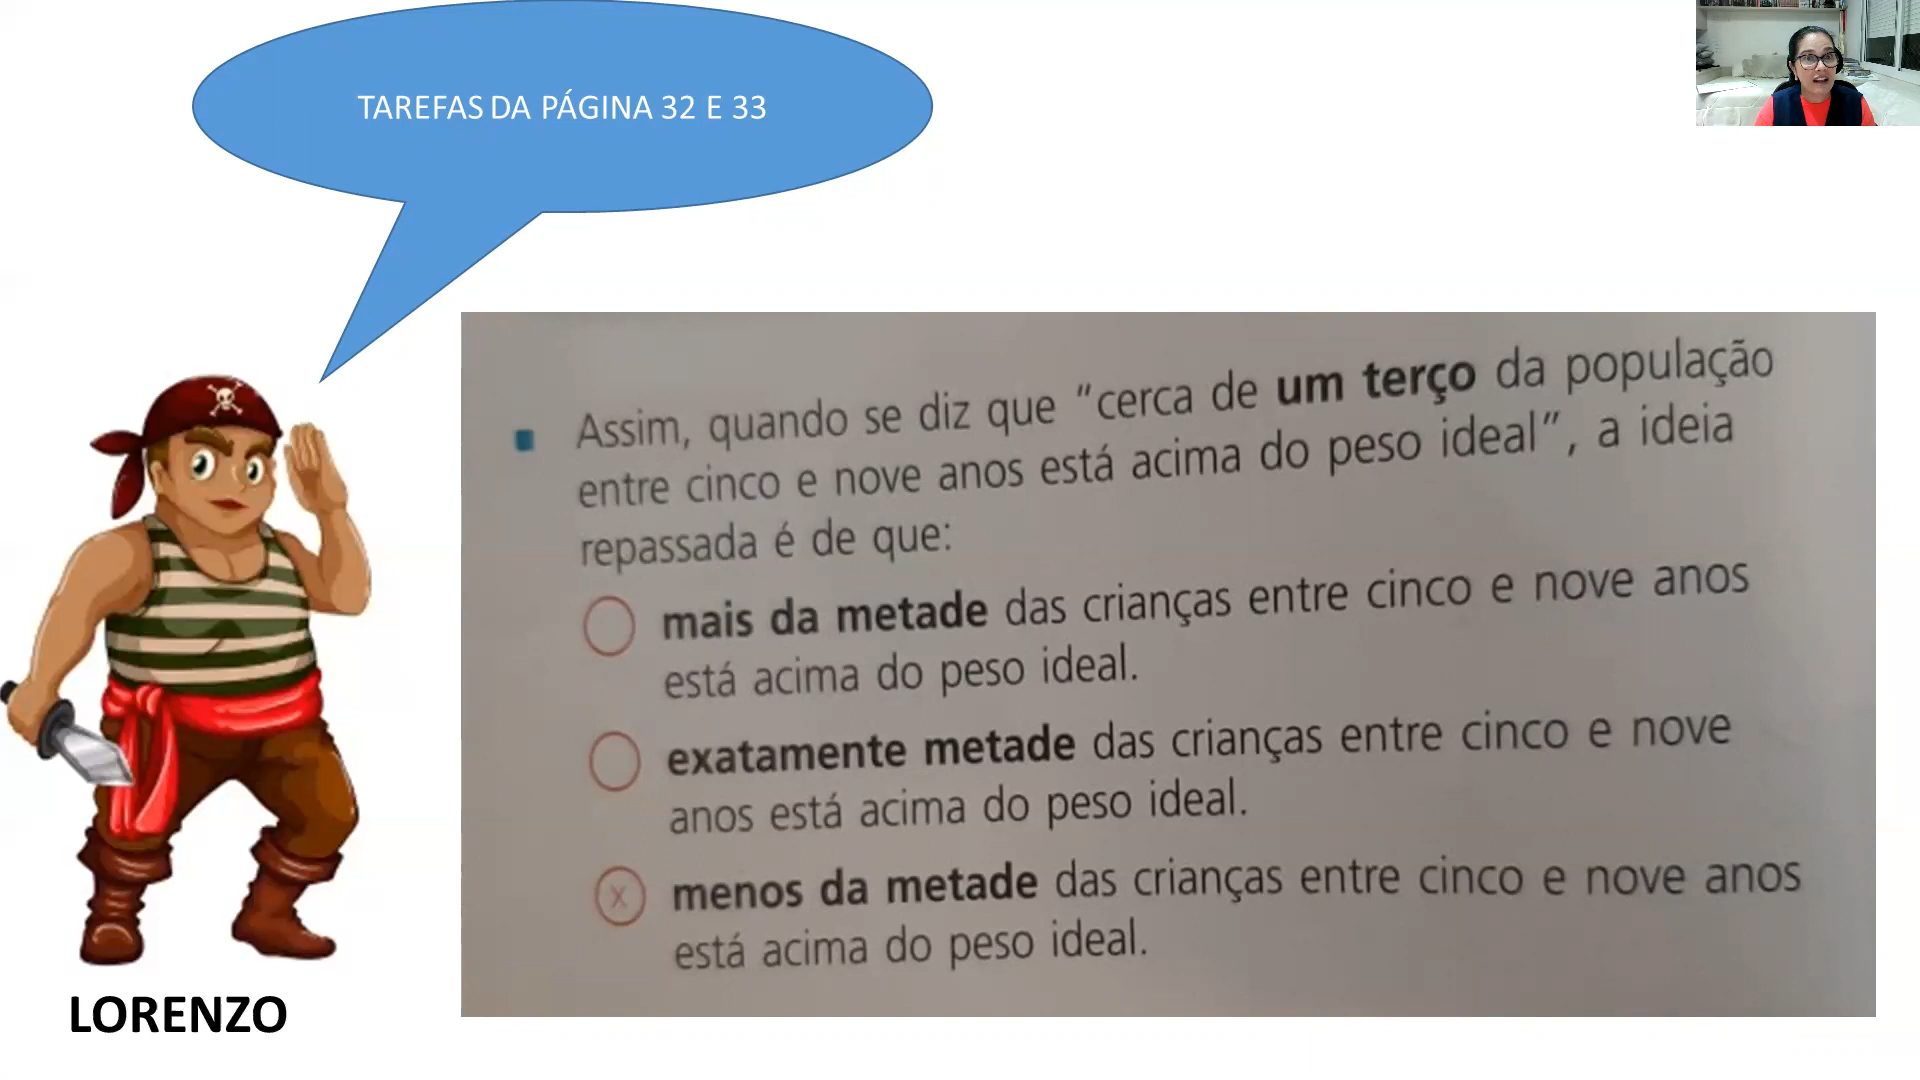 TAREFAS DA PÁGINA 32 E 33
Assim, quando se diz que “cerca de um terço da população
entre cinco e nove anos está acima do peso ideal”, a ideia
repassada é de que:
mais da metade das crianças entre cinco e nove anos
está acima do peso ideal.
exatamente metade das crianças entre cinco e nove
anos está acima do peso ideal.
x menos da metade das crianças entre cinco e nove anos
está acima do peso ideal.
LORENZO